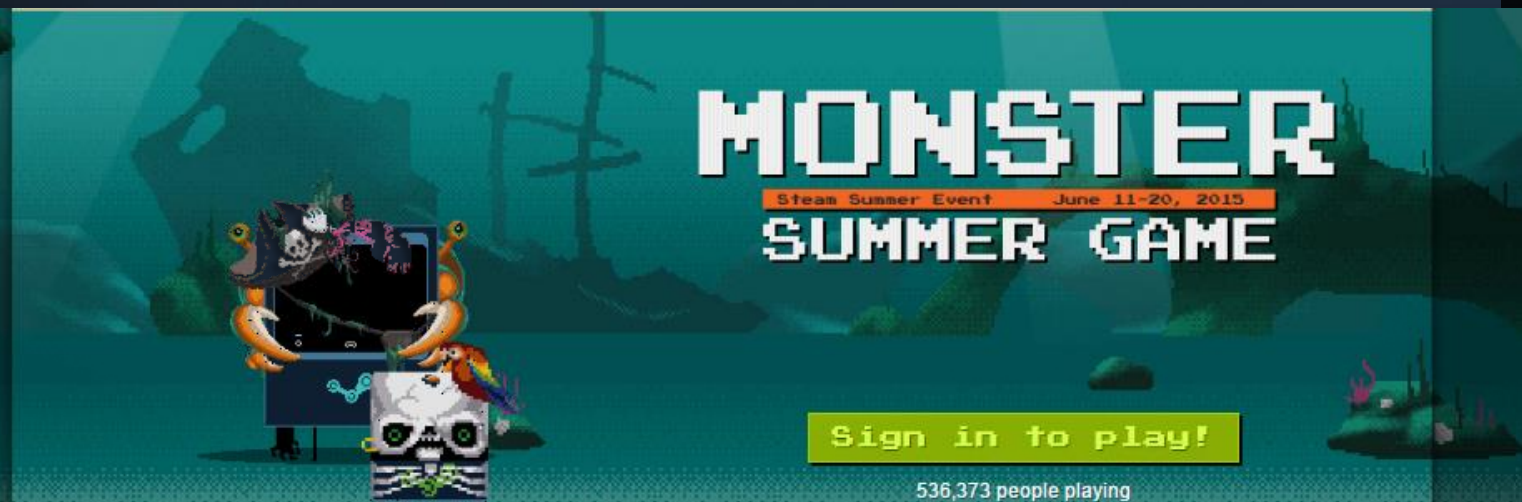 MONSTER
Steam Summer Event June 11-20, 2015
SUMMER GAME
Sign in to play!
536,373 people playing